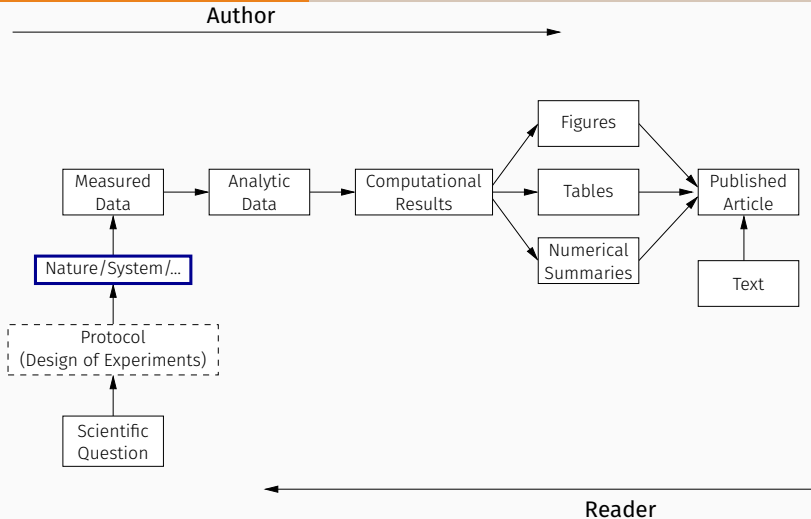 Author
Figures
Measured
Data
Analytic
Data
Computational
Results
Tables
Published
Article
Nature/System/...
Numerical
Summaries
Text
Protocol
(Design of Experiments)
Scientific
Question
Reader